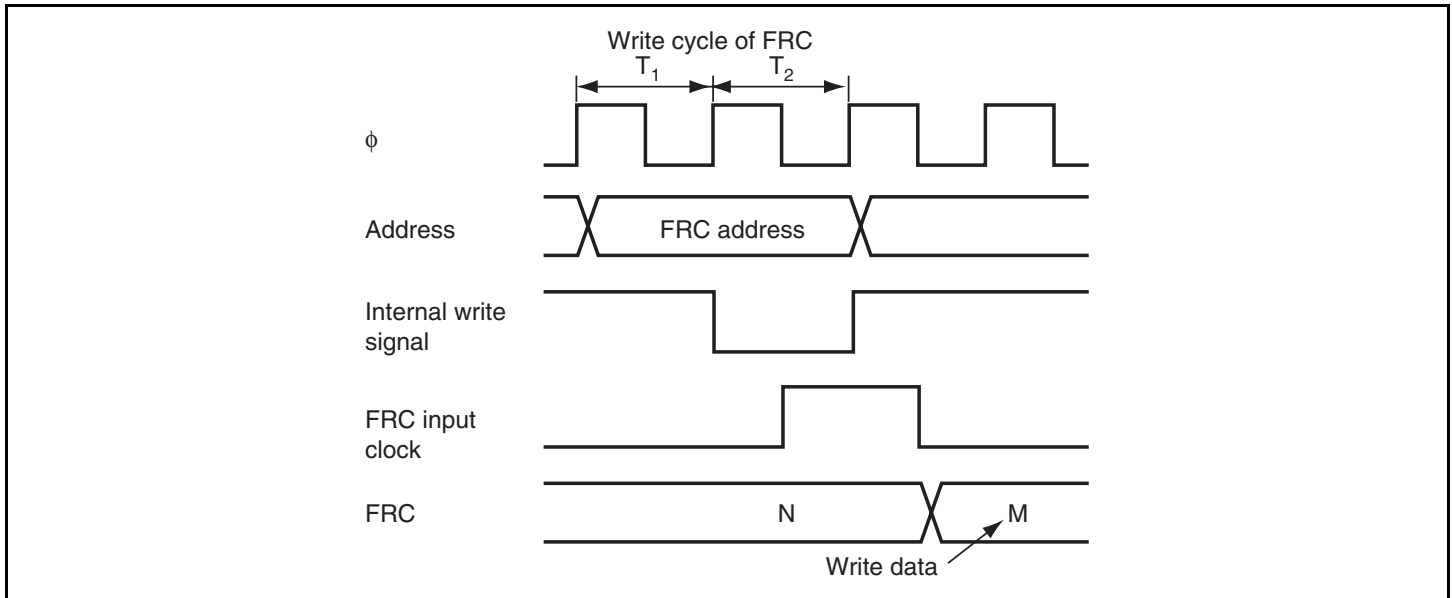 Write cycle of FRC
T₁ T₂
ϕ
Address
FRC address
Internal write
signal
FRC input
clock
FRC
N
M
Write data